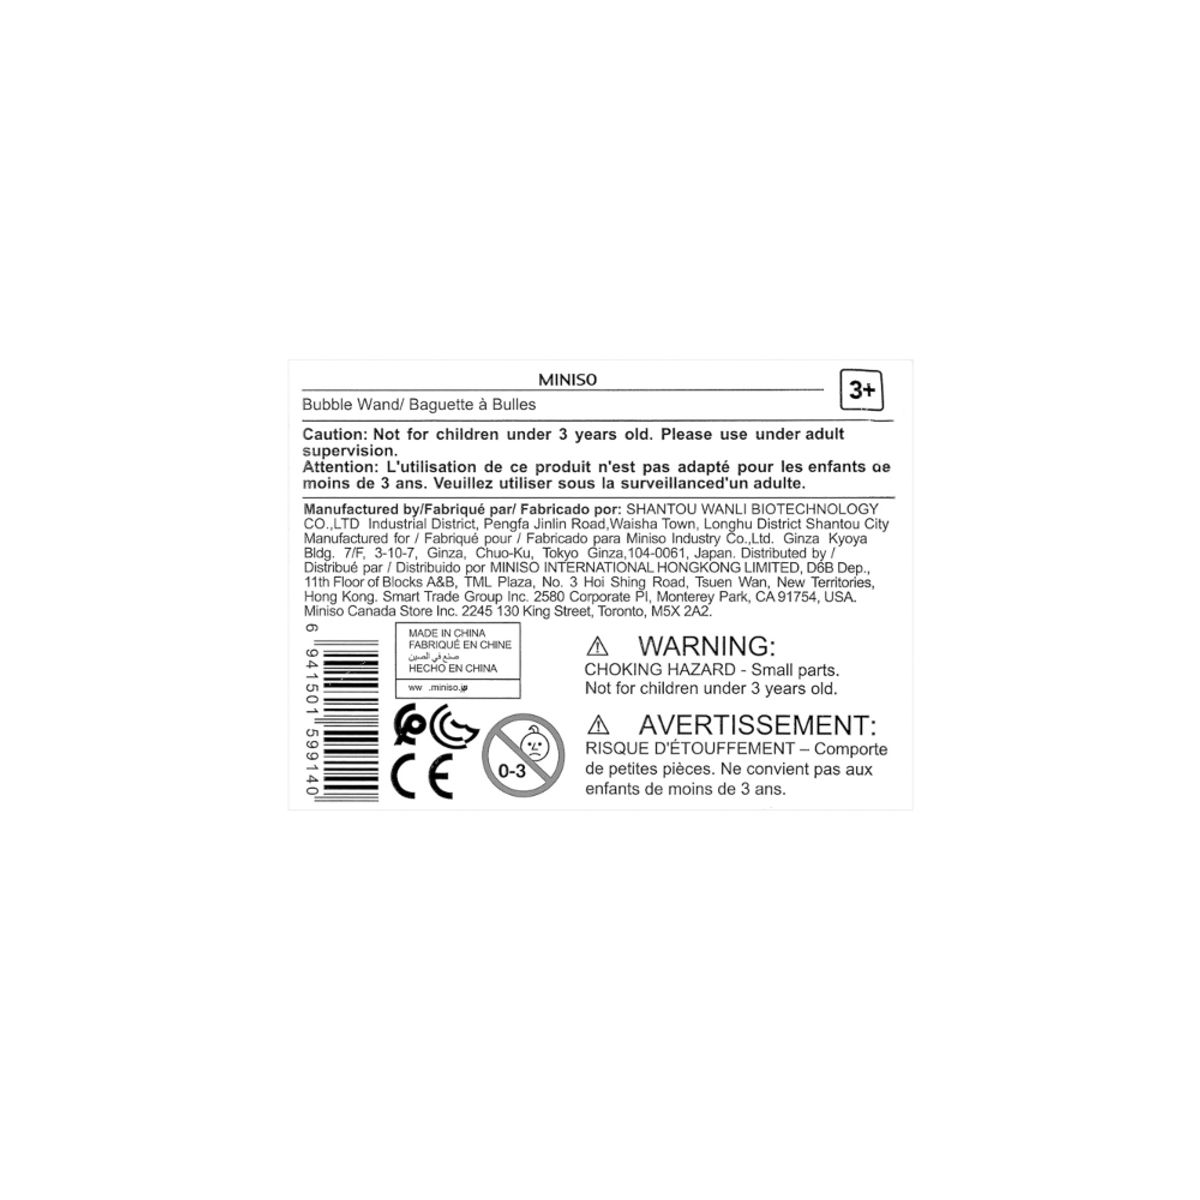 MINISO
3+
Bubble Wand/ Baguette à Bulles
Caution: Not for children under 3 years old. Please use under adult
supervision.
Attention: L'utilisation de ce produit n'est pas adapté pour les enfants de
moins de 3 ans. Veuillez utiliser sous la surveillanced'un adulte.
Manufactured by/Fabriqué par/ Fabricado por: SHANTOU WANLI BIOTECHNOLOGY
CO.,LTD Industrial District, Pengfa Jinlin Road,Waisha Town, Longhu District Shantou City
Manufactured for / Fabriqué pour / Fabricado para Miniso Industry Co.,Ltd. Ginza Kyoya
Bldg. 7/F, 3-10-7, Ginza, Chuo-Ku, Tokyo Ginza,104-0061, Japan. Distributed by /
Distribué par / Distribuido por MINISO INTERNATIONAL HONGKONG LIMITED, D6B Dep.,
11th Floor of Blocks A&B, TML Plaza, No. 3 Hoi Shing Road, Tsuen Wan, New Territories,
Hong Kong. Smart Trade Group Inc. 2580 Corporate Pl, Monterey Park, CA 91754, USA.
Miniso Canada Store Inc. 2245 130 King Street, Toronto, M5X 2A2.
6 941501 599140
MADE IN CHINA
FABRIQUÉ EN CHINE
صنع في الصين
HECHO EN CHINA
ww .miniso.jp
CE
0-3
WARNING:
CHOKING HAZARD - Small parts.
Not for children under 3 years old.
AVERTISSEMENT:
RISQUE D'ÉTOUFFEMENT – Comporte
de petites pièces. Ne convient pas aux
enfants de moins de 3 ans.